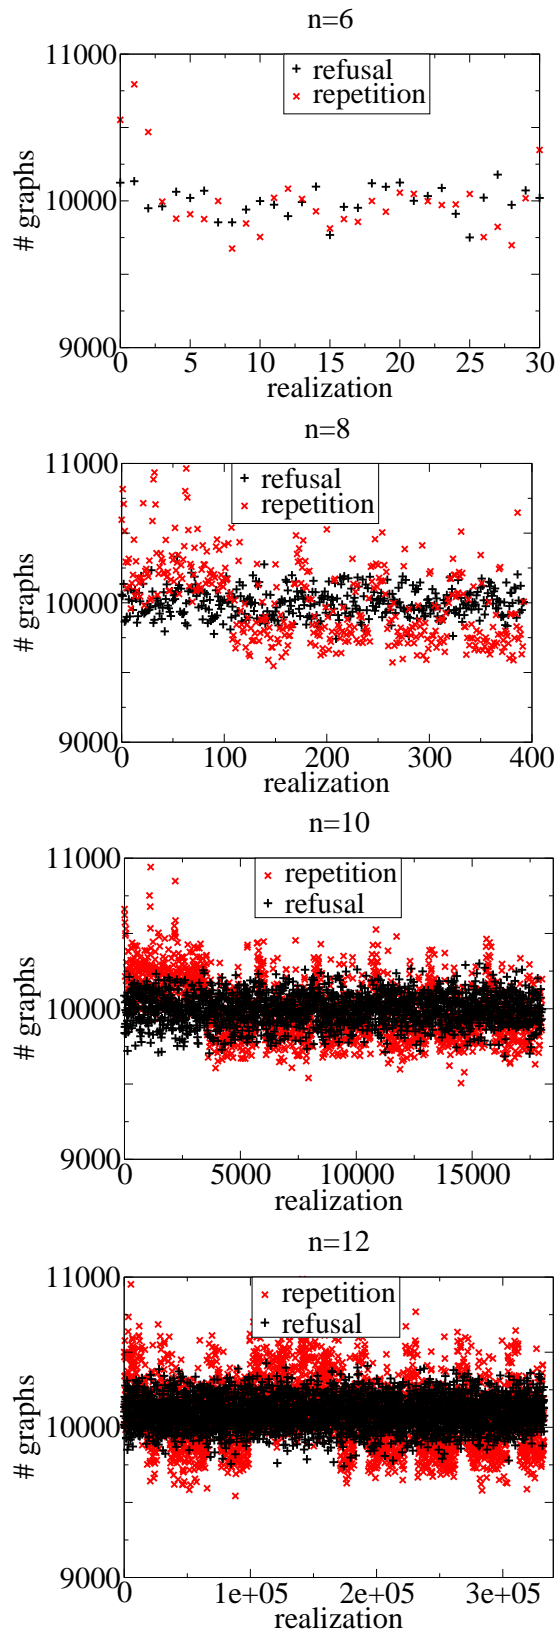 n=6
11000
refusal
repetition
# graphs
10000
9000
0 5 10 15 20 25 30
realization
n=8
11000
refusal
repetition
# graphs
10000
9000
0 100 200 300 400
realization
n=10
11000
repetition
refusal
# graphs
10000
9000
0 5000 10000 15000
realization
n=12
11000
repetition
refusal
# graphs
10000
9000
0 1e+05 2e+05 3e+05
realization